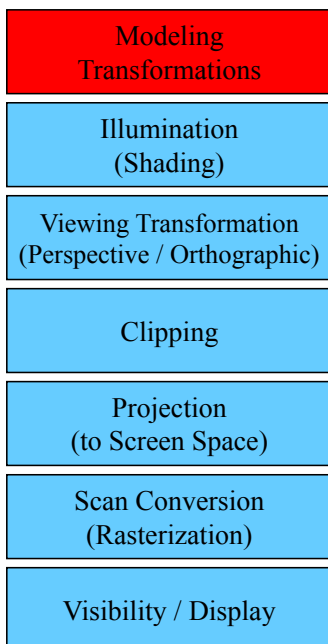 Modeling
Transformations
Illumination
(Shading)
Viewing Transformation
(Perspective / Orthographic)
Clipping
Projection
(to Screen Space)
Scan Conversion
(Rasterization)
Visibility / Display